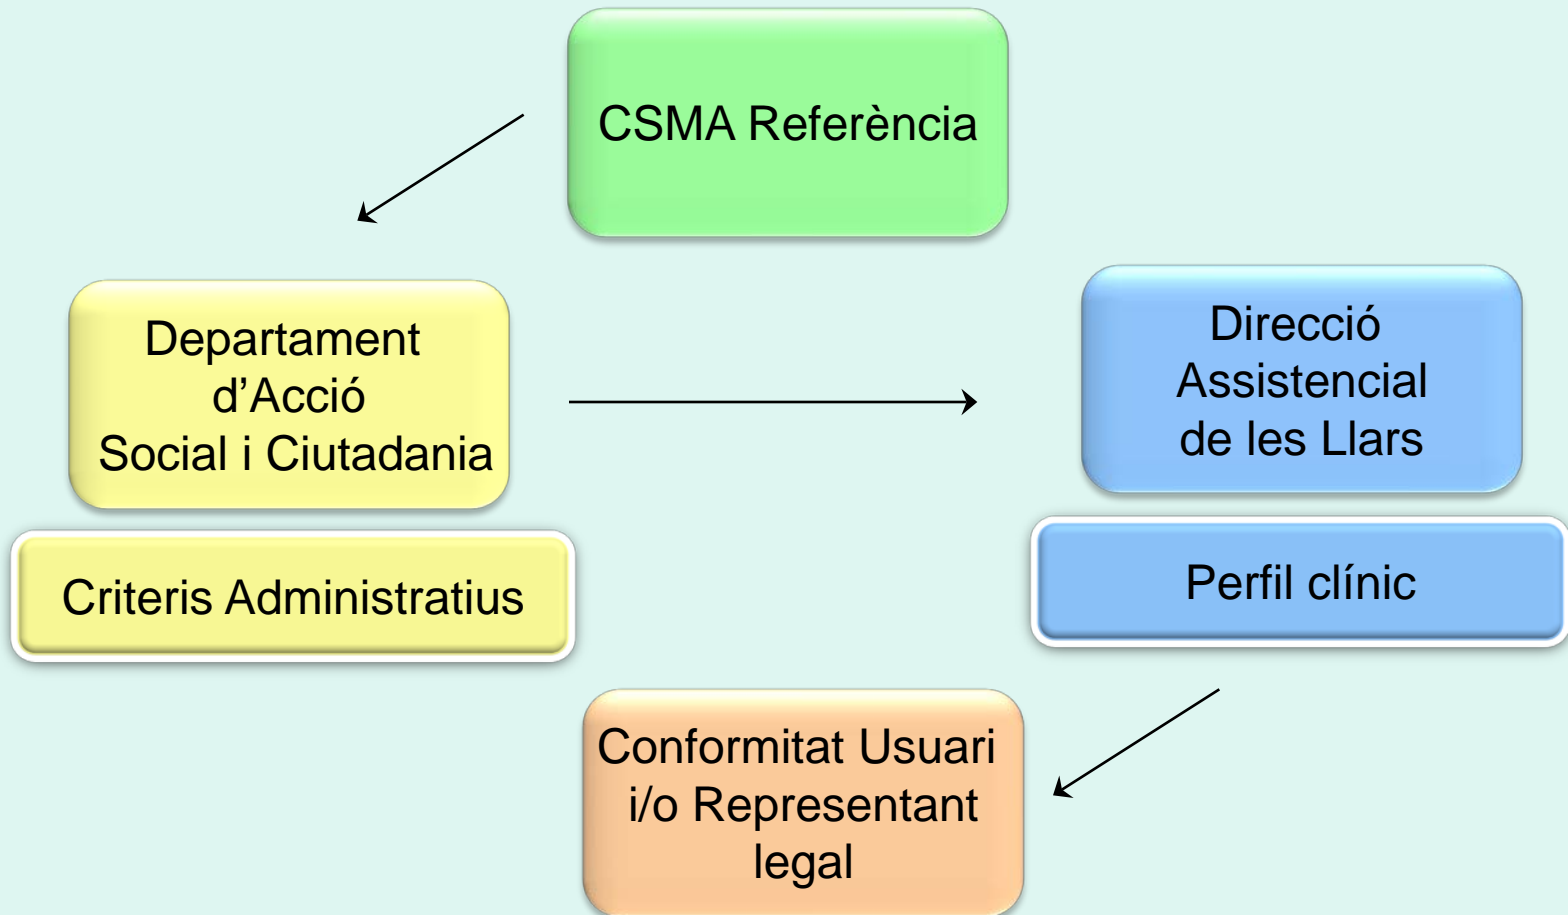 CSMA Referència
Departament
d’Acció
Social i Ciutadania
Direcció
Assistencial
de les Llars
Criteris Administratius
Perfil clínic
Conformitat Usuari
i/o Representant
legal